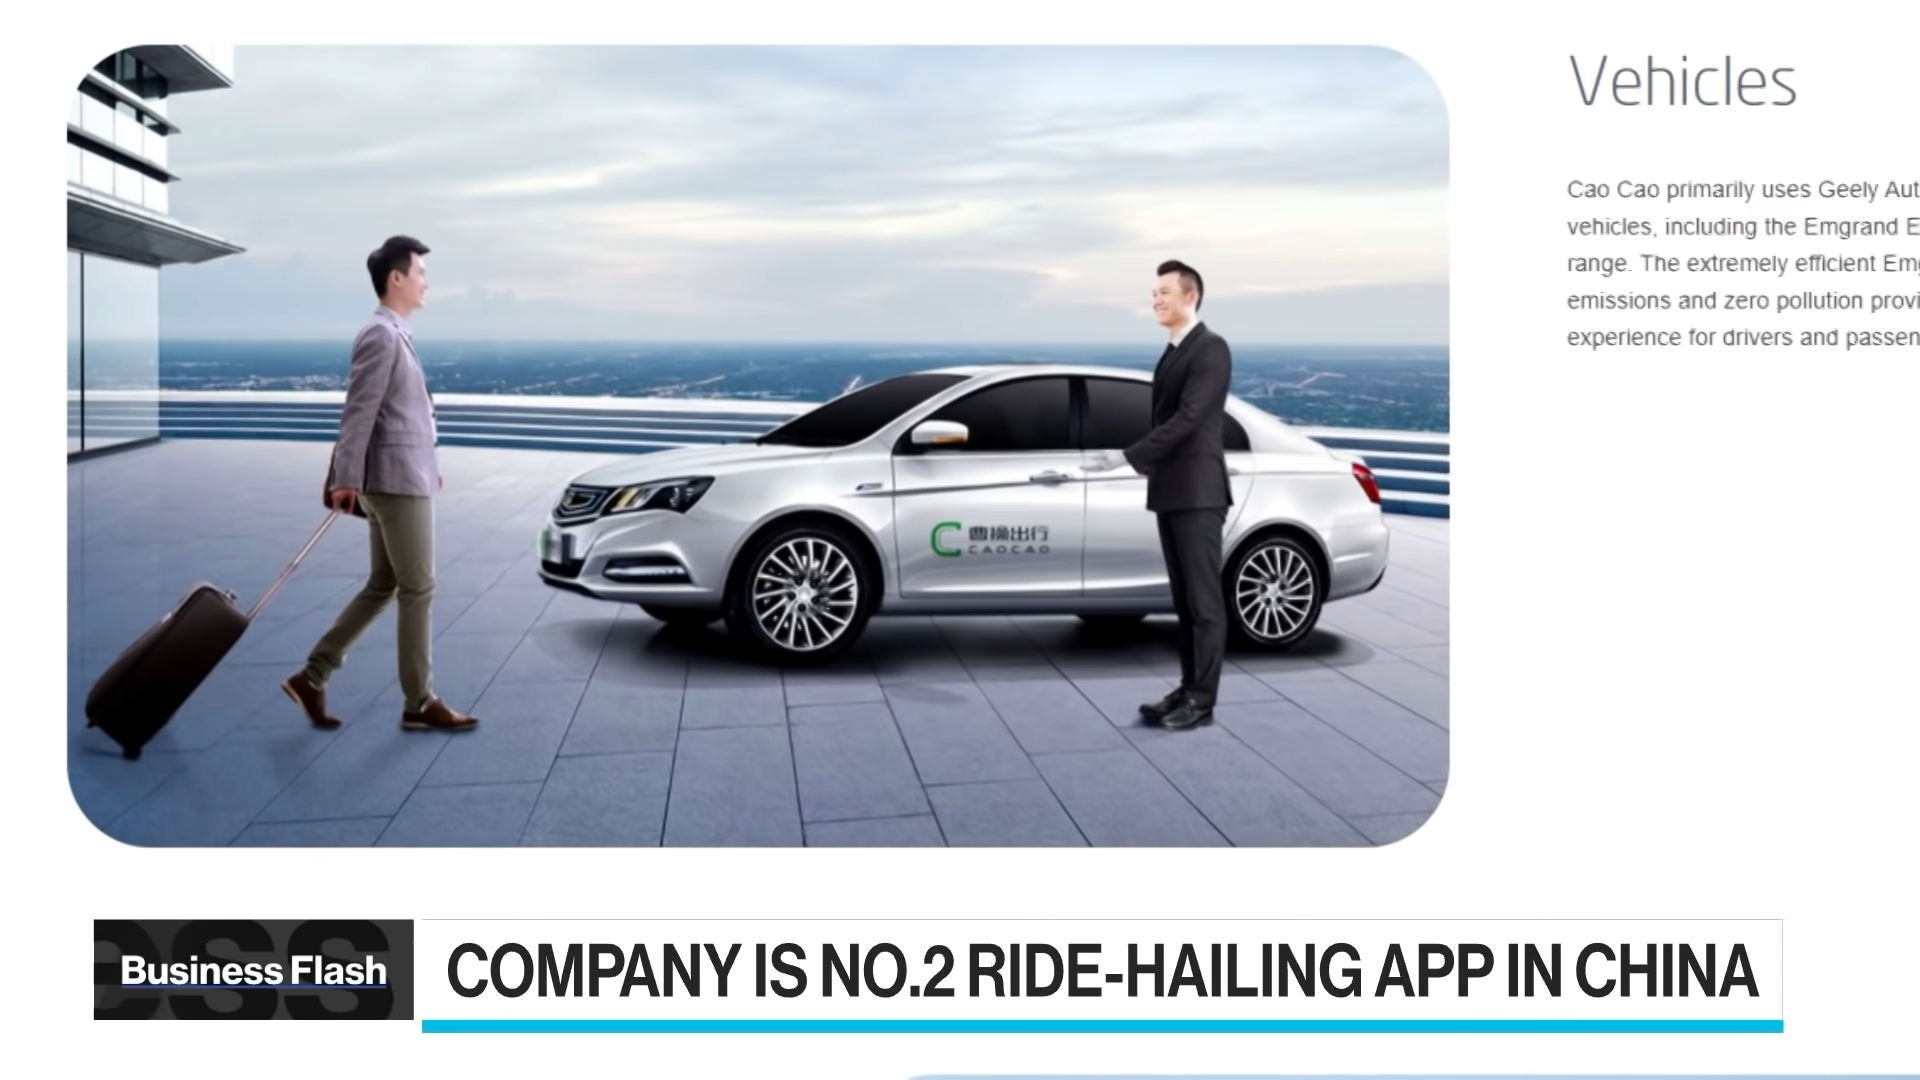 Vehicles
Cao Cao primarily uses Geely Aut
vehicles, including the Emgrand E
range. The extremely efficient Em
emissions and zero pollution provi
experience for drivers and passen
曹操出行
CAOCAO
Business Flash
COMPANY IS NO.2 RIDE-HAILING APP IN CHINA